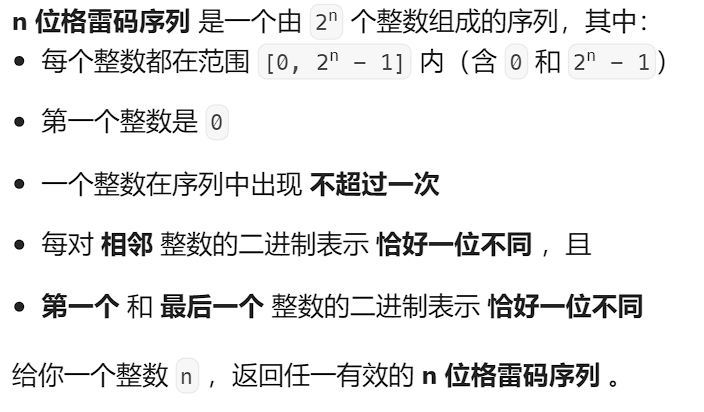 n 位格雷码序列 是一个由 2ⁿ 个整数组成的序列，其中：
• 每个整数都在范围 [0, 2ⁿ - 1] 内（含 0 和 2ⁿ - 1）
• 第一个整数是 0
• 一个整数在序列中出现 不超过一次
• 每对 相邻 整数的二进制表示 恰好一位不同 ，且
• 第一个 和 最后一个 整数的二进制表示 恰好一位不同
给你一个整数 n ，返回任一有效的 n 位格雷码序列 。